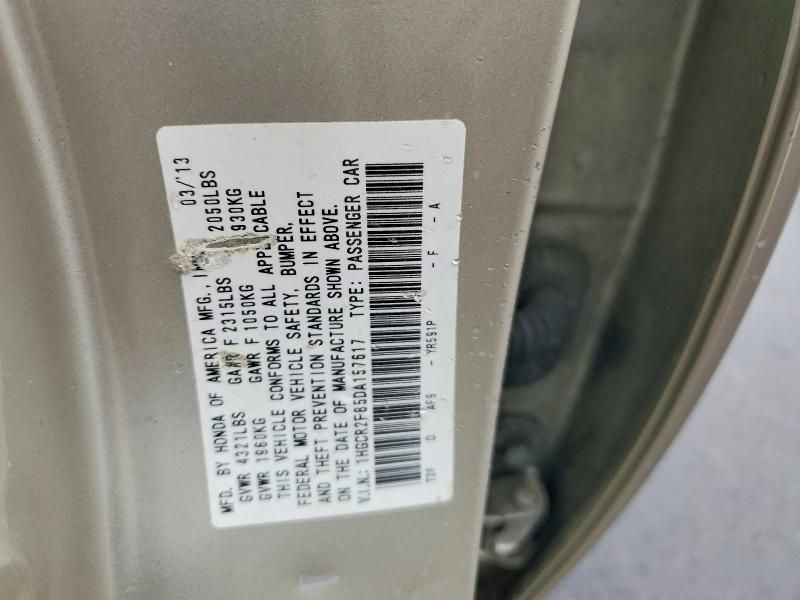 MFD. BY HONDA OF AMERICA MFG., 03/'13
GVWR 4321LBS GAWR F 2315LBS 2050LBS
GVWR 1960KG GAWR F 1050KG 930KG
THIS VEHICLE CONFORMS TO ALL APPLICABLE
FEDERAL MOTOR VEHICLE SAFETY, BUMPER,
AND THEFT PREVENTION STANDARDS IN EFFECT
ON THE DATE OF MANUFACTURE SHOWN ABOVE.
V.I.N.: 1HGCR2F85DA157617 TYPE: PASSENGER CAR
T2F D AF9 - YR591P - F - A